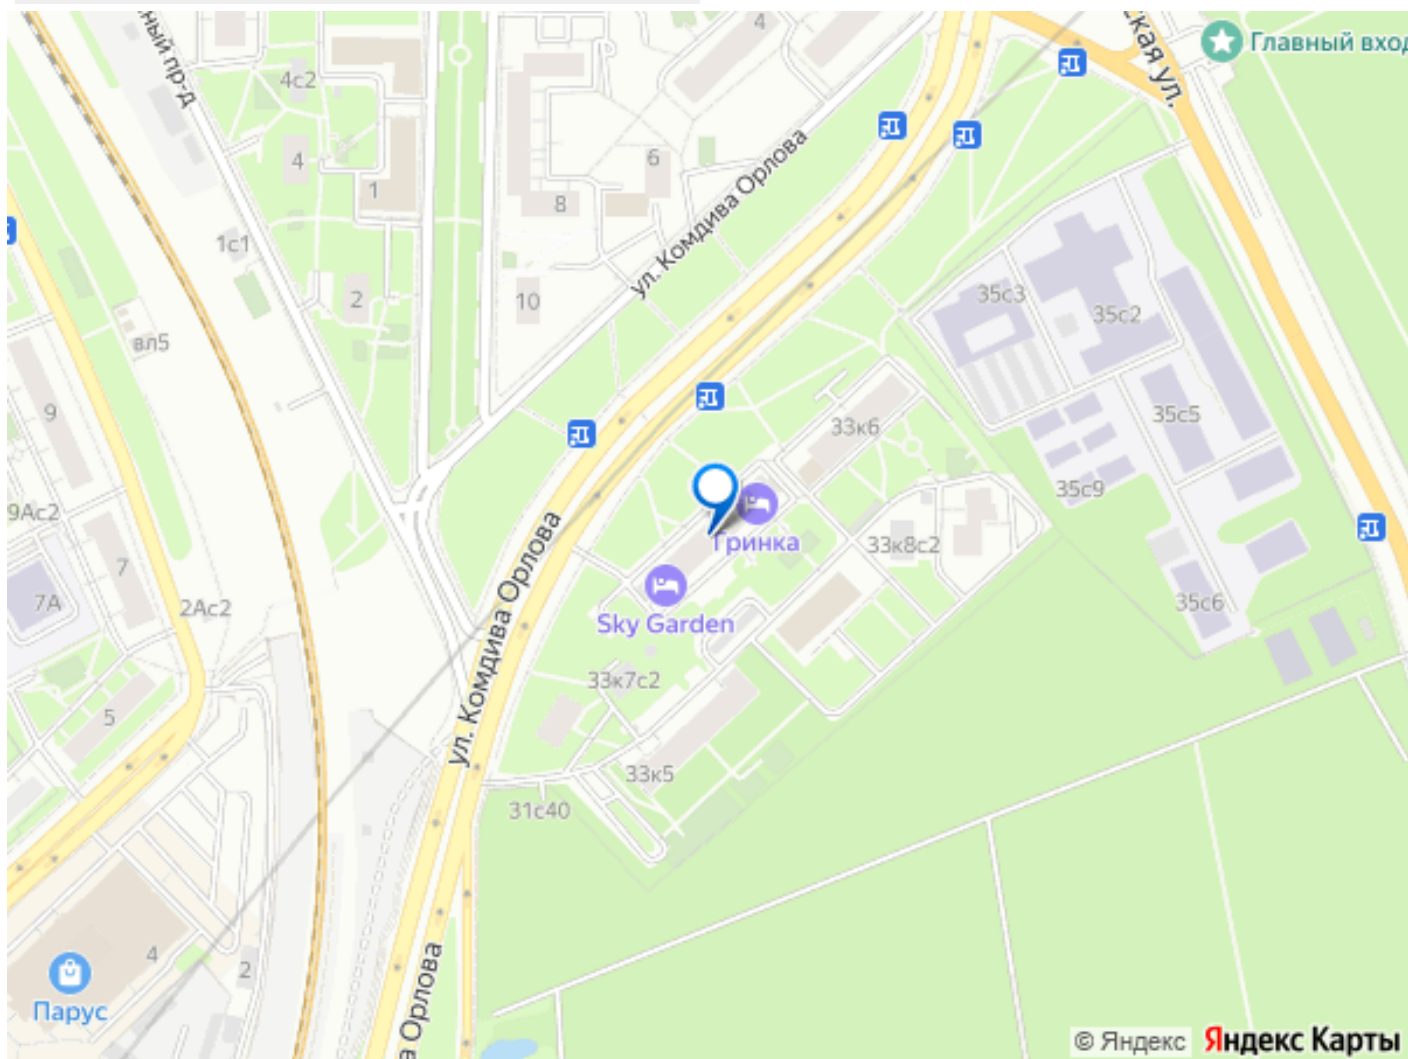 4
Главный вход
ская ул.
ный пр-д
4с2
4
1
6
8
ул. Комдива Орлова
1с1
2
10
35с3
35с2
вл5
9
33к6
35с5
35с9
9Ас2
7
Гринка
33к8с2
7А
2Ас2
ул. Комдива Орлова
Sky Garden
35с6
33к7с2
5
33к5
31с40
4
2
Парус
а Орлова
© Яндекс Яндекс Карты